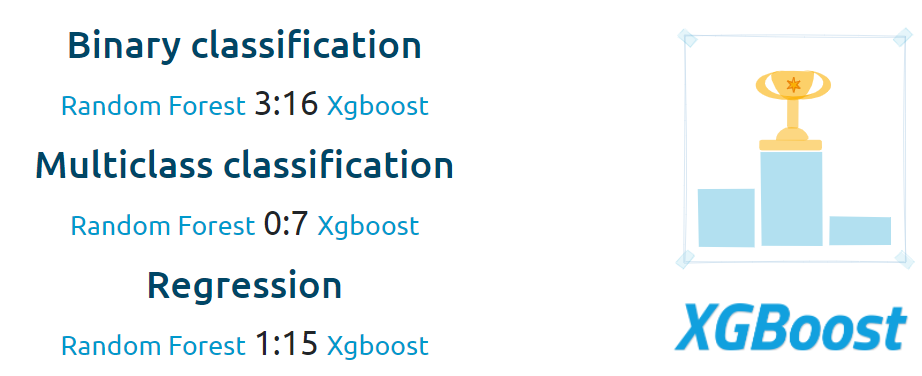 Binary classification
Random Forest 3:16 Xgboost
Multiclass classification
Random Forest 0:7 Xgboost
Regression
Random Forest 1:15 Xgboost
XGBoost